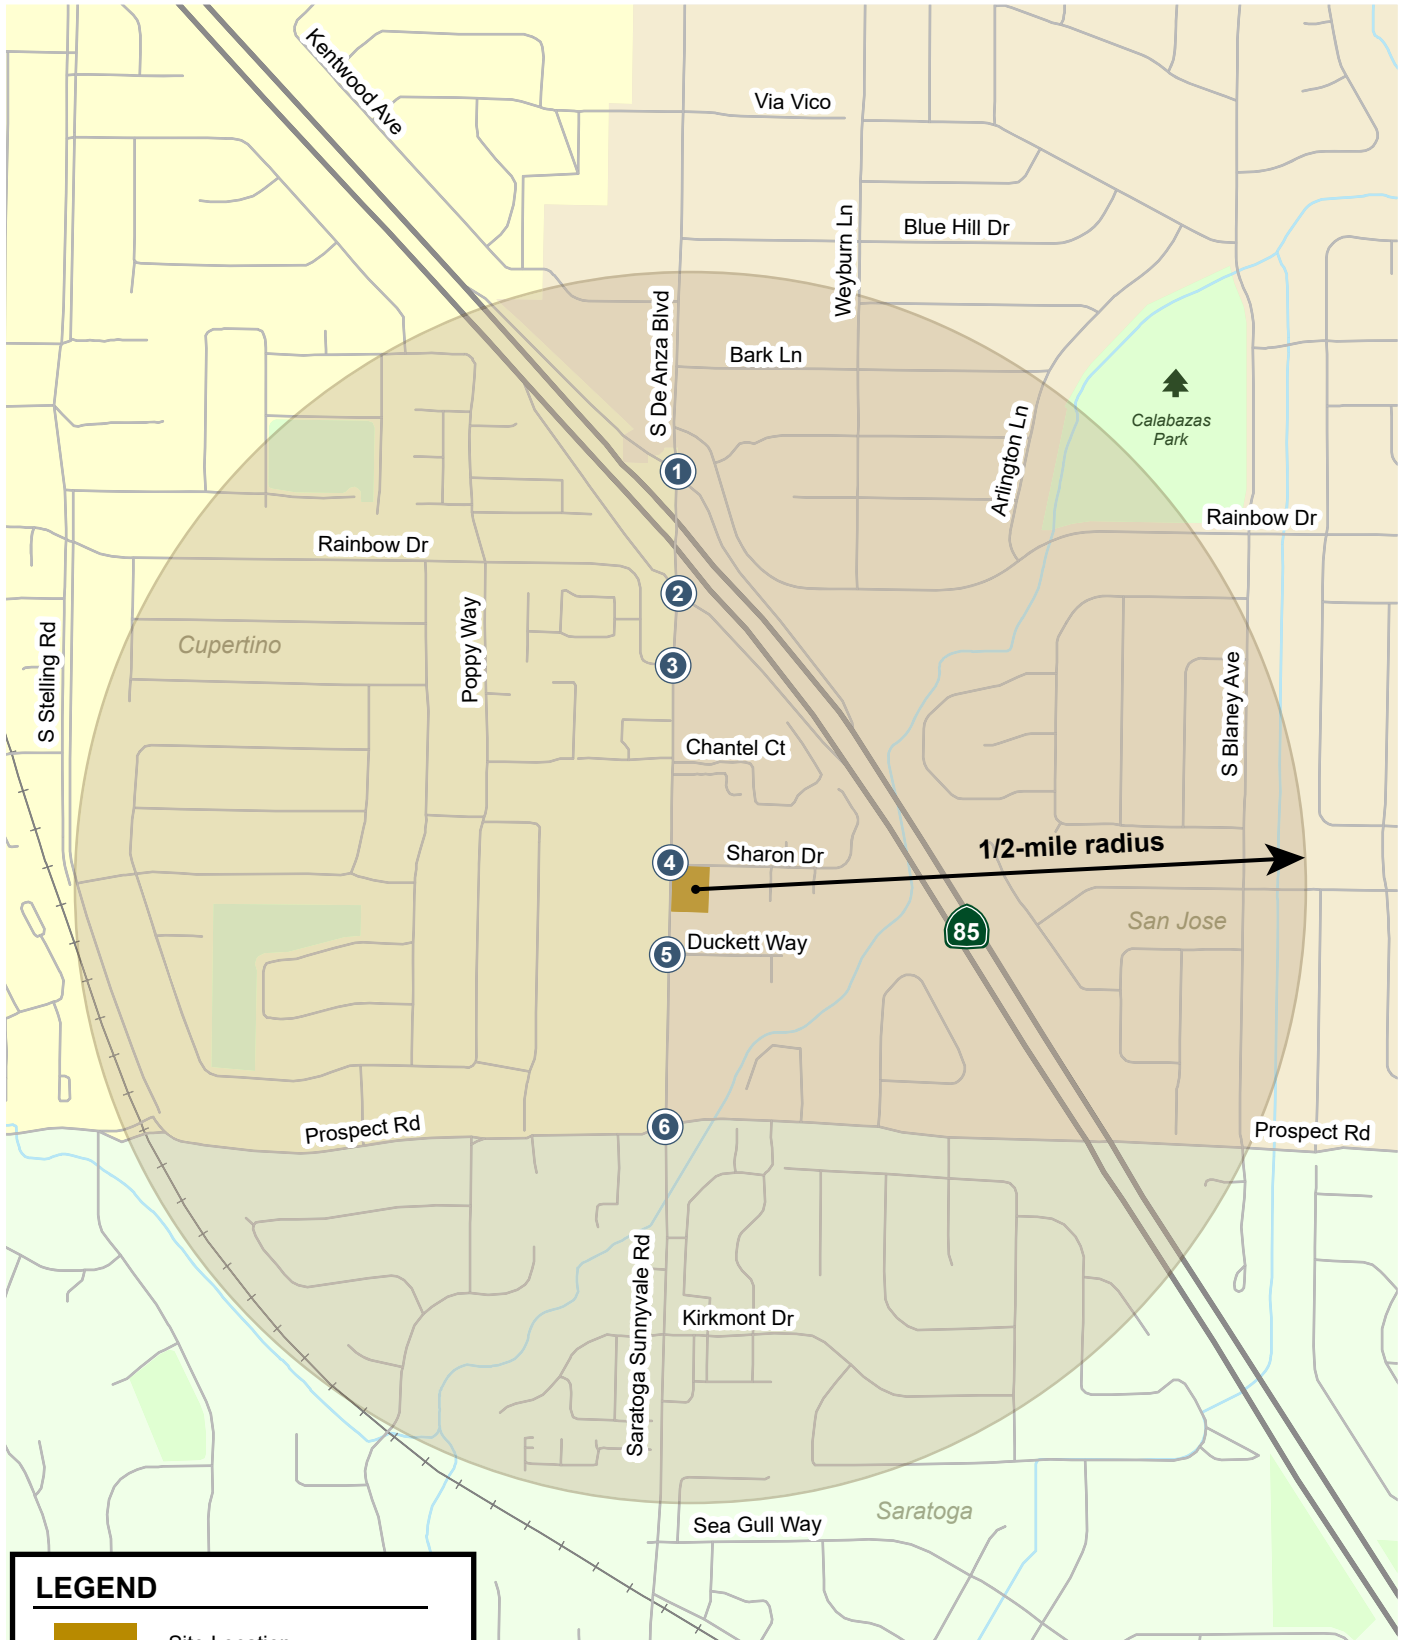 Kentwood Ave
Via Vico
Weyburn Ln
Blue Hill Dr
S De Anza Blvd
Bark Ln
Calabazas
Park
Arlington Ln
1
Rainbow Dr
Rainbow Dr
2
Poppy Way
Cupertino
S Stelling Rd
3
S Blaney Ave
Chantel Ct
1/2-mile radius
4
Sharon Dr
San Jose
85
Duckett Way
5
Prospect Rd
6
Prospect Rd
Saratoga Sunnyvale Rd
Kirkmont Dr
Saratoga
Sea Gull Way
LEGEND
Site Location